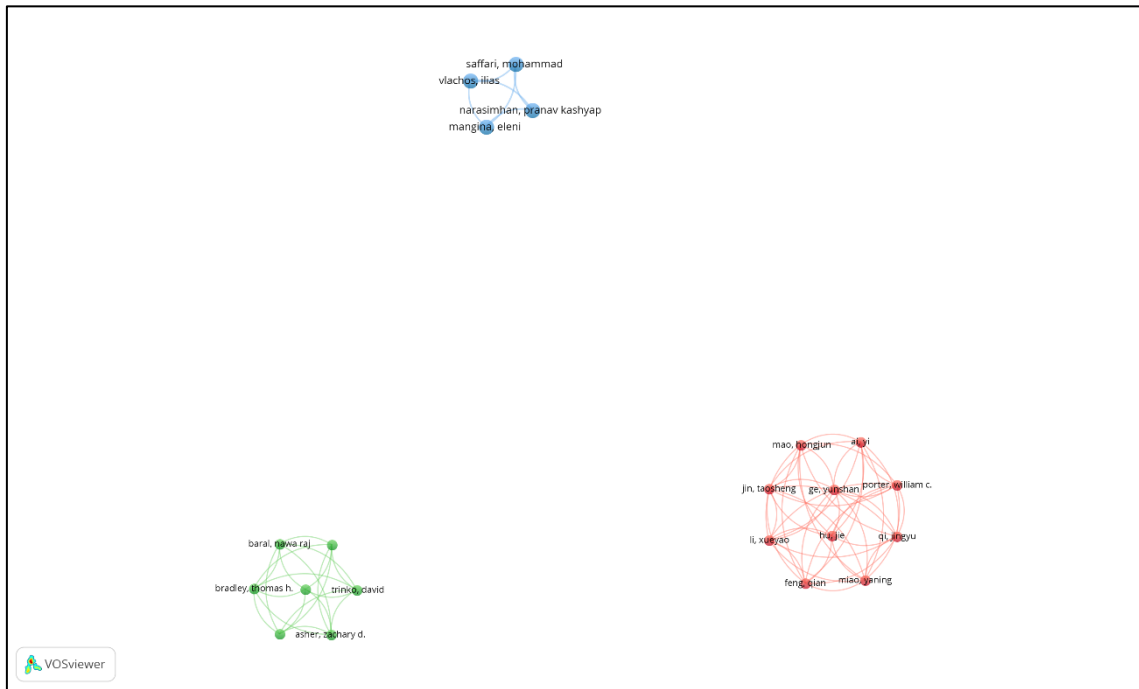 saffari, mohammad
vlachos, ilias
narasimhan, pranav kashyap
mangina, eleni
mao, hongjun
ai, yi
jin, taosheng
ge, yunshan
porter, william c.
li, xueyao
hu, jie
qi, jingyu
feng, qian
miao, yaning
baral, nawa raj
bradley, thomas h.
trinko, david
asher, zachary d.
VOSviewer